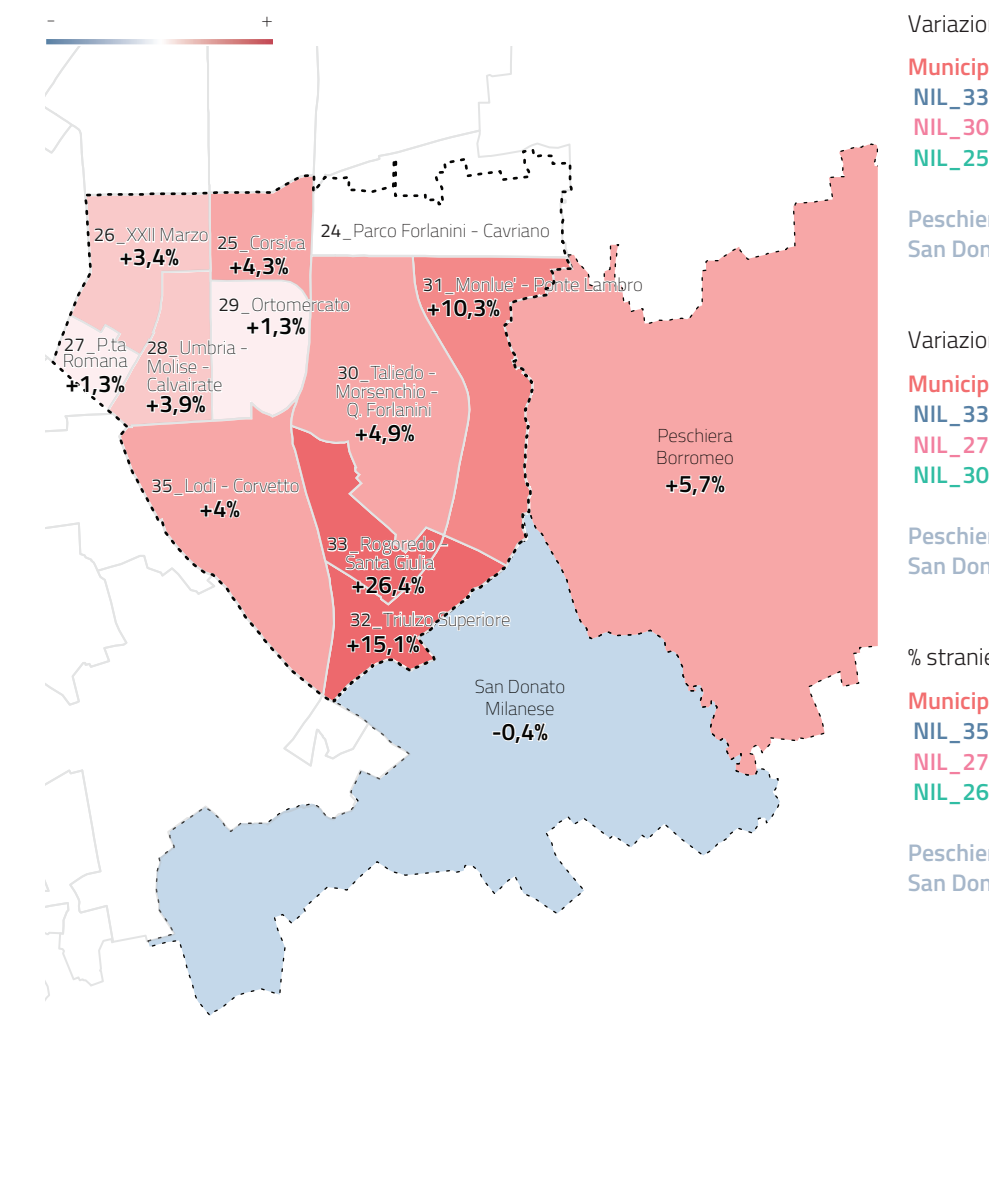 - +
26_XXII Marzo
+3,4%
25_Corsica
+4,3%
24_Parco Forlanini - Cavriano
31_Monlue' - Ponte Lambro
+10,3%
29_Ortomercato
+1,3%
27_P.ta
Romana
+1,3%
28_Umbria -
Molise -
Calvairate
+3,9%
30_Taliedo -
Morsenchio -
Q. Forlanini
+4,9%
Peschiera
Borromeo
+5,7%
35_Lodi - Corvetto
+4%
33_Rogoredo -
Santa Giulia
+26,4%
32_Triulzo Superiore
+15,1%
San Donato
Milanese
-0,4%
Variazio
Municip
NIL_33
NIL_30
NIL_25
Peschie
San Don
Variazio
Municip
NIL_33
NIL_27
NIL_30
Peschie
San Don
% stranie
Municip
NIL_35
NIL_27
NIL_26
Peschie
San Don